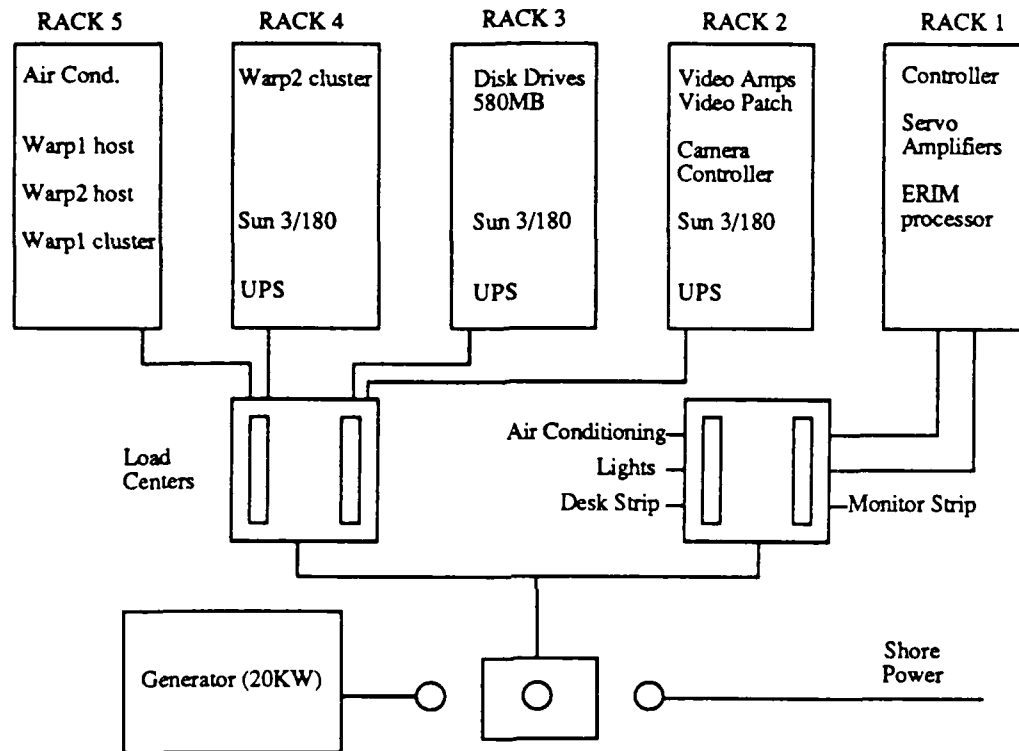 RACK 5
RACK 4
RACK 3
RACK 2
RACK 1
Air Cond.
Warp1 host
Warp2 host
Warp1 cluster
Warp2 cluster
Sun 3/180
UPS
Disk Drives
580MB
Sun 3/180
UPS
Video Amps
Video Patch
Camera
Controller
Sun 3/180
UPS
Controller
Servo
Amplifiers
ERIM
processor
Load
Centers
Air Conditioning
Lights
Desk Strip
Monitor Strip
Generator (20KW)
Shore
Power